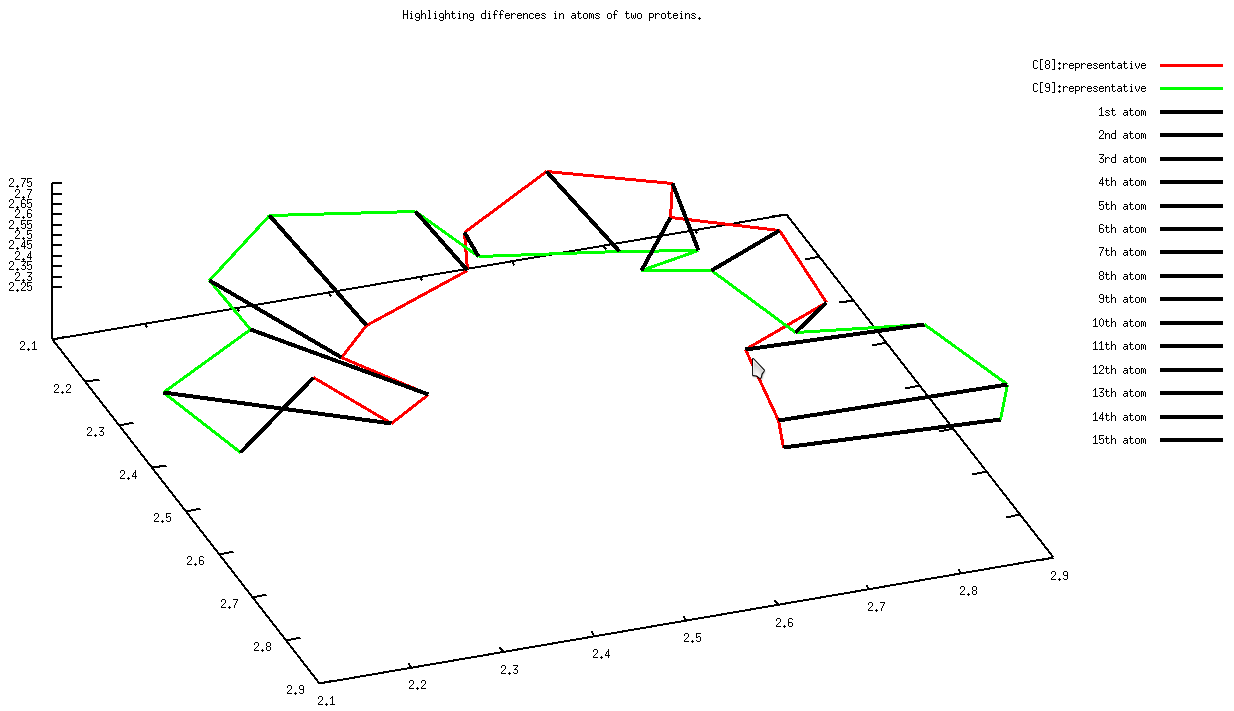 Highlighting differences in atoms of two proteins.
C[8]:representative
C[9]:representative
1st atom
2nd atom
3rd atom
4th atom
5th atom
6th atom
7th atom
8th atom
9th atom
10th atom
11th atom
12th atom
13th atom
14th atom
15th atom
2.75
2.7
2.65
2.6
2.55
2.5
2.45
2.4
2.35
2.3
2.25
2.1
2.2
2.3
2.4
2.5
2.6
2.7
2.8
2.9
2.1
2.2
2.3
2.4
2.5
2.6
2.7
2.8
2.9